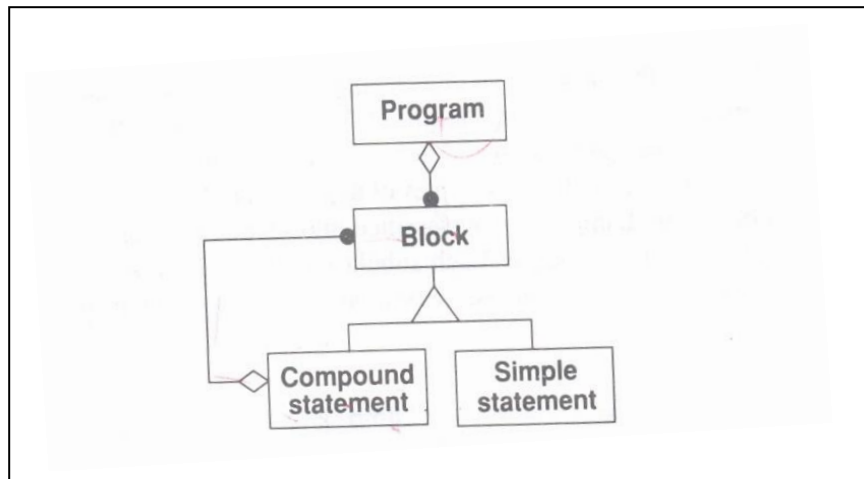 Program
Block
Compound
statement
Simple
statement